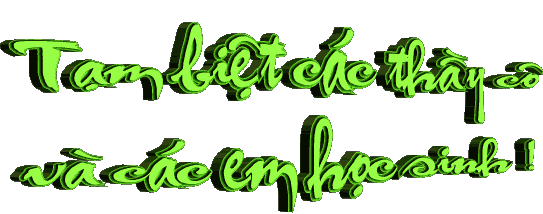 Tạm biệt các thầy cô
và các em học sinh !